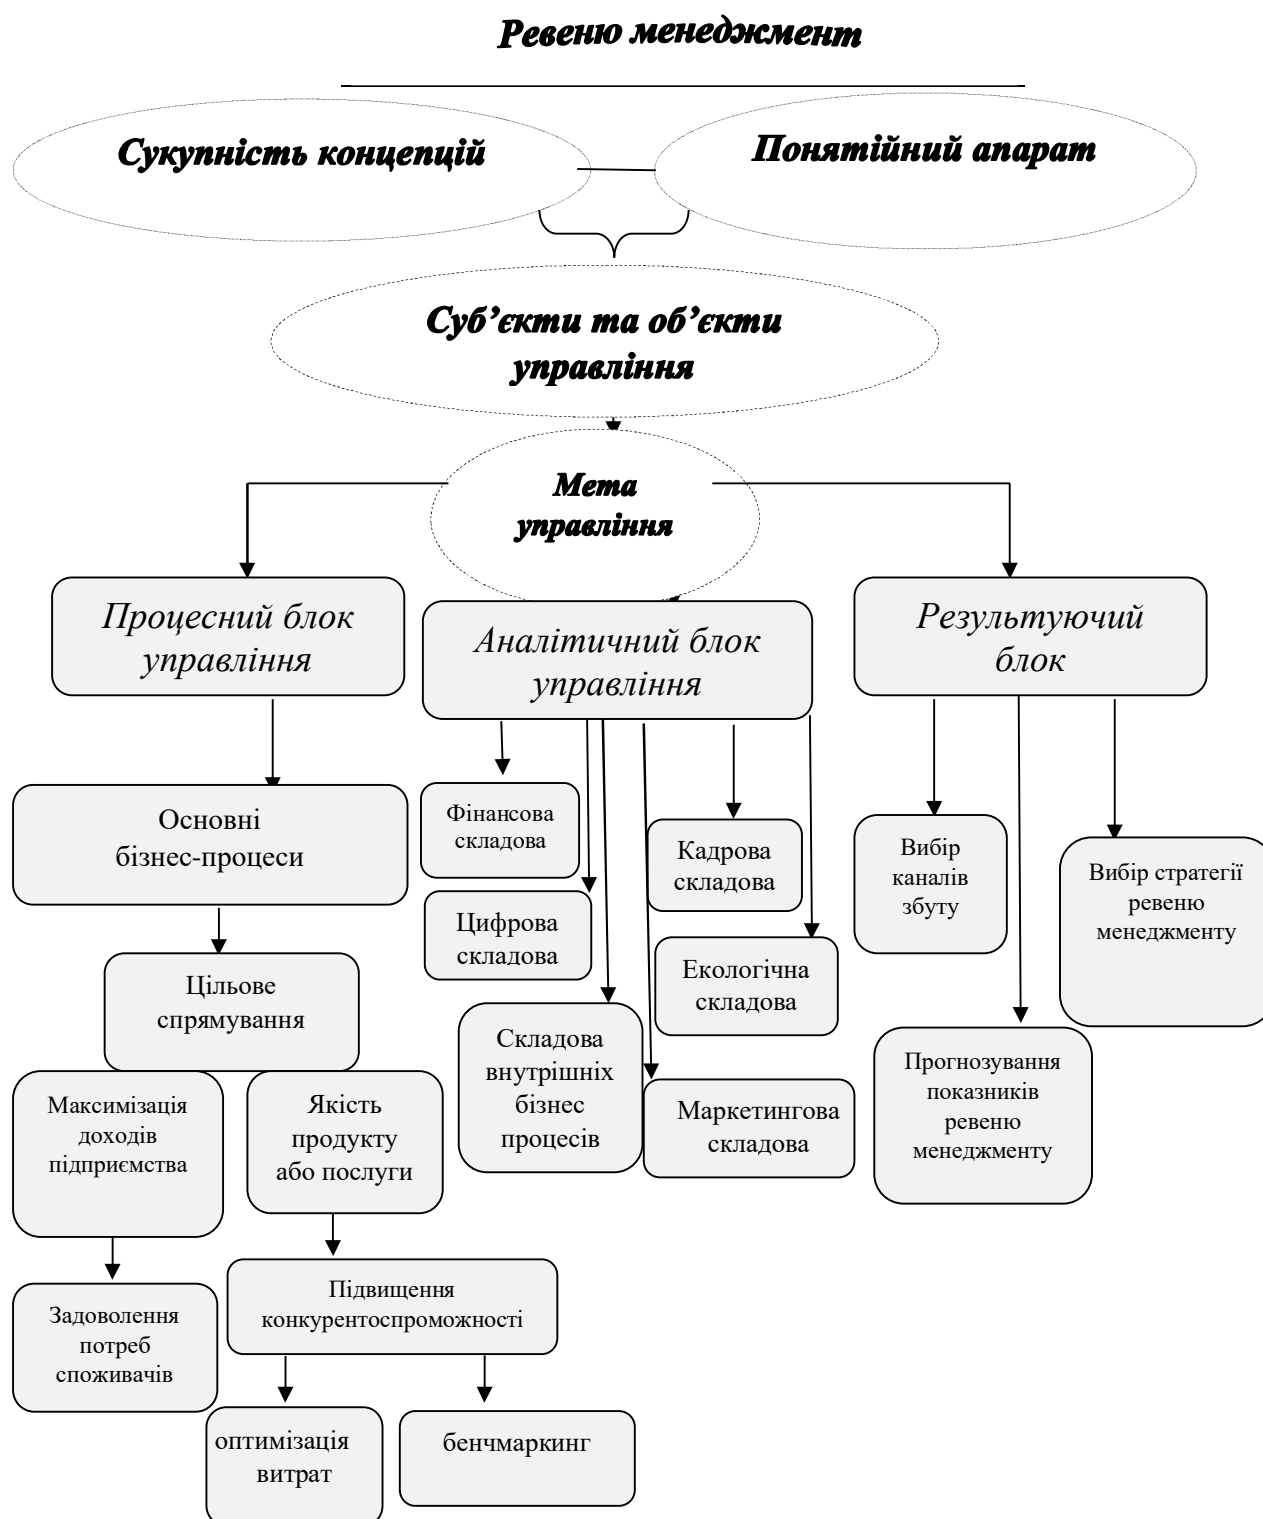 Ревеню менеджмент
Сукупність концепцій
Понятійний апарат
Суб’єкти та об’єкти
управління
Мета
управління
Процесний блок
управління
Аналітичний блок
управління
Результуючий
блок
Основні
бізнес-процеси
Цільове
спрямування
Максимізація
доходів
підприємства
Якість
продукту
або послуги
Задоволення
потреб
споживачів
Підвищення
конкурентоспроможності
оптимізація
витрат
бенчмаркинг
Фінансова
складова
Цифрова
складова
Складова
внутрішніх
бізнес
процесів
Кадрова
складова
Екологічна
складова
Маркетингова
складова
Вибір
каналів
збуту
Прогнозування
показників
ревеню
менеджменту
Вибір стратегії
ревеню
менеджменту